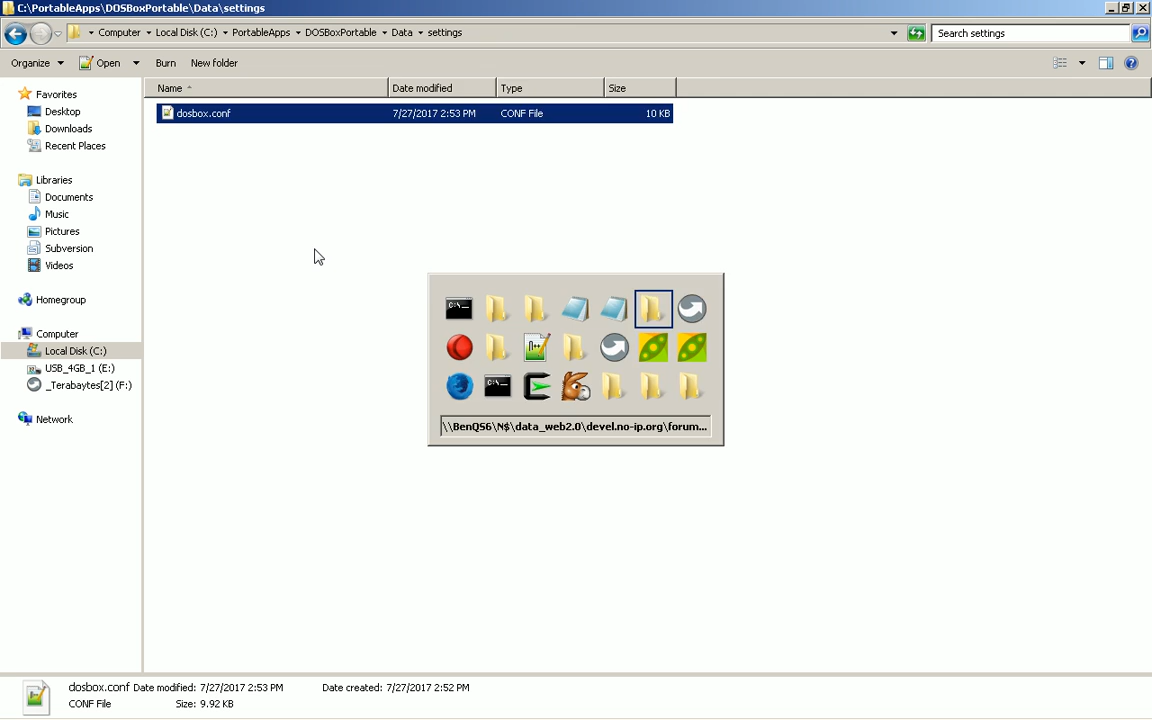 C:\PortableApps\DOSBoxPortable\Data\settings
Computer Local Disk (C:) PortableApps DOSBoxPortable Data settings
Search settings
Organize Open Burn New folder
Name Date modified Type Size
dosbox.conf 7/27/2017 2:53 PM CONF File 10 KB
Favorites
Desktop
Downloads
Recent Places
Libraries
Documents
Music
Pictures
Subversion
Videos
Homegroup
Computer
Local Disk (C:)
USB_4GB_1 (E:)
_Terabaytes[2] (F:)
Network
\\BenQS6\N$\data_web2.0\devel.no-ip.org\forum...
dosbox.conf Date modified: 7/27/2017 2:53 PM Date created: 7/27/2017 2:52 PM
CONF File Size: 9.92 KB